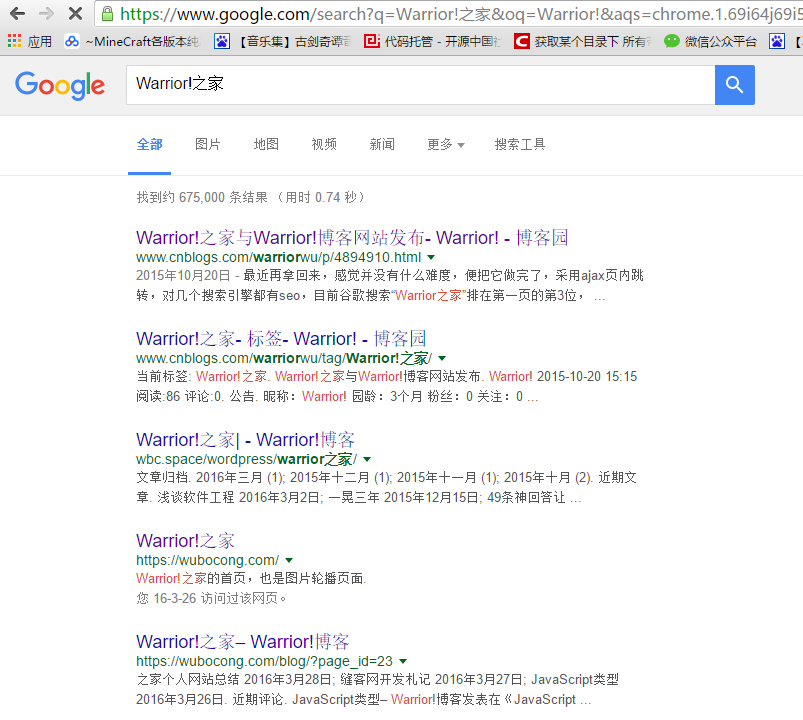 https://www.google.com/search?q=Warrior!之家&oq=Warrior!&aqs=chrome.1.69i64j69i5
应用 ~MineCraft各版本纯 【音乐集】古剑奇谭音 代码托管 - 开源中国社 获取某个目录下 所有 微信公众平台
Google Warrior!之家
全部 图片 地图 视频 新闻 更多 搜索工具
找到约 675,000 条结果 （用时 0.74 秒）
Warrior!之家与Warrior!博客网站发布- Warrior! - 博客园
www.cnblogs.com/warriorwu/p/4894910.html
2015年10月20日 - 最近再拿回来，感觉并没有什么难度，便把它做完了，采用ajax页内跳
转，对几个搜索引擎都有seo，目前谷歌搜索“Warrior之家”排在第一页的第3位， ...
Warrior!之家- 标签- Warrior! - 博客园
www.cnblogs.com/warriorwu/tag/Warrior!之家/
当前标签: Warrior!之家. Warrior!之家与Warrior!博客网站发布. Warrior! 2015-10-20 15:15
阅读:86 评论:0. 公告. 昵称：Warrior! 园龄：3个月 粉丝：0 关注：0 ...
Warrior!之家| - Warrior!博客
wbc.space/wordpress/warrior之家/
文章归档. 2016年三月 (1); 2015年十二月 (1); 2015年十一月 (1); 2015年十月 (2). 近期文
章. 浅谈软件工程 2016年3月2日; 一晃三年 2015年12月15日; 49条神回答让 ...
Warrior!之家
https://wubocong.com/
Warrior!之家的首页，也是图片轮播页面.
您 16-3-26 访问过该网页。
Warrior!之家– Warrior!博客
https://wubocong.com/blog/?page_id=23
之家个人网站总结 2016年3月28日; 缝客网开发札记 2016年3月27日; JavaScript类型
2016年3月26日. 近期评论. JavaScript类型– Warrior!博客发表在《JavaScript ...